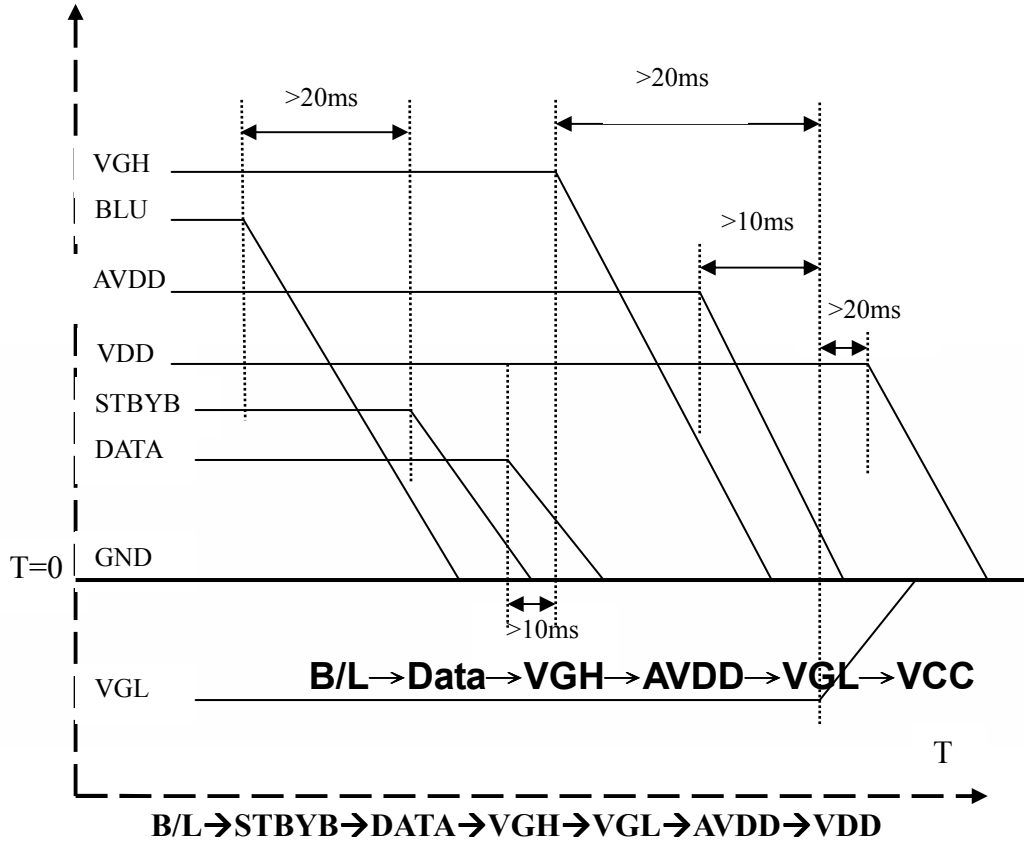 >20ms
>20ms
VGH
BLU
>10ms
AVDD
>20ms
VDD
STBYB
DATA
GND
T=0
>10ms
B/L→Data→VGH→AVDD→VGL→VCC
VGL
T
B/L→STBYB→DATA→VGH→VGL→AVDD→VDD